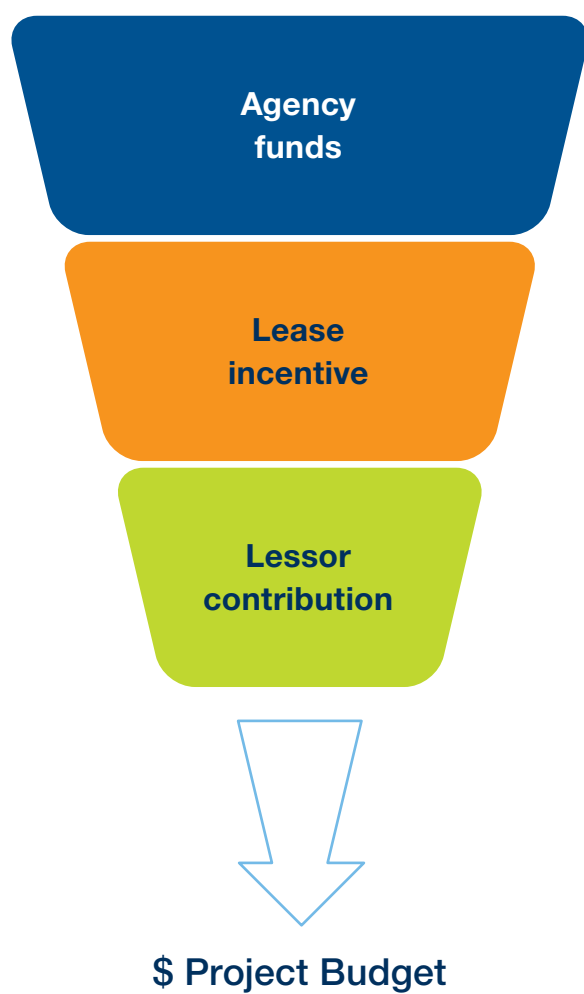 Agency
funds
Lease
incentive
Lessor
contribution
$ Project Budget